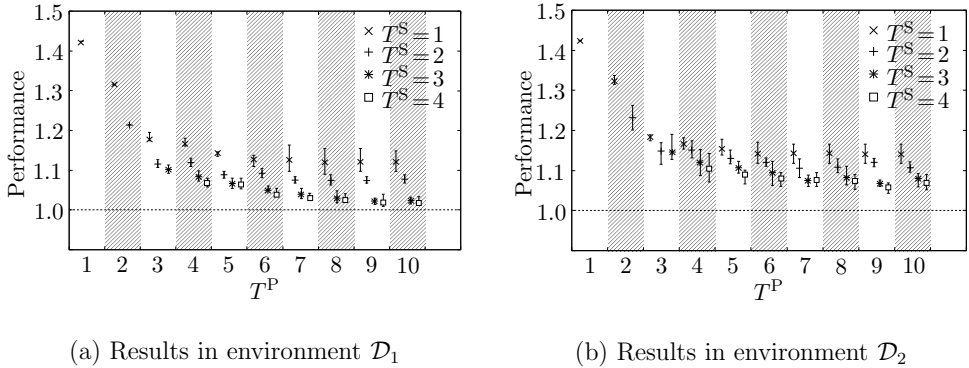 1.5
1.4
1.3
1.2
1.1
1.0
Performance
T^S = 1
T^S = 2
T^S = 3
T^S = 4
1 2 3 4 5 6 7 8 9 10
T^P
(a) Results in environment 𝒟₁
1.5
1.4
1.3
1.2
1.1
1.0
Performance
T^S = 1
T^S = 2
T^S = 3
T^S = 4
1 2 3 4 5 6 7 8 9 10
T^P
(b) Results in environment 𝒟₂